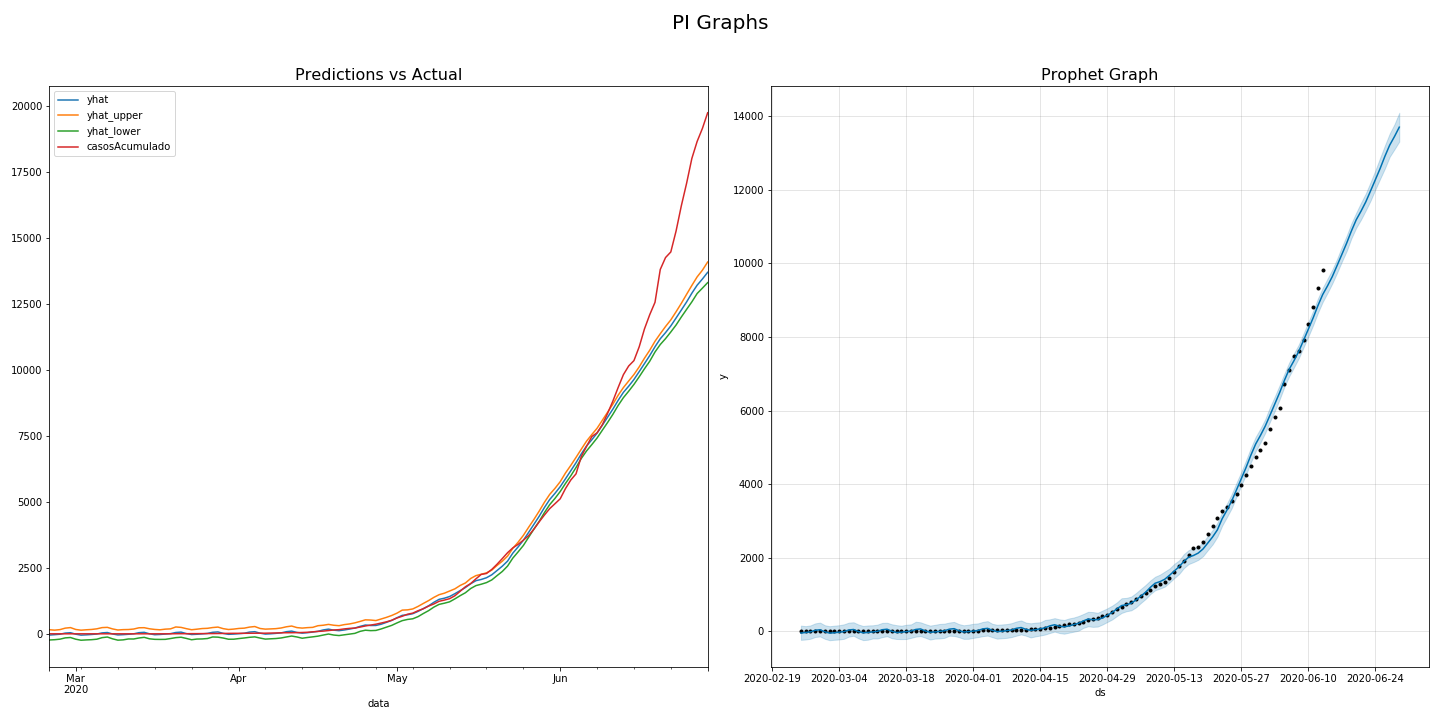 PI Graphs
Predictions vs Actual
yhat
yhat_upper
yhat_lower
casosAcumulado
20000
17500
15000
12500
10000
7500
5000
2500
0
Mar
2020
Apr
May
Jun
data
Prophet Graph
14000
12000
10000
8000
6000
4000
2000
0
y
2020-02-19 2020-03-04 2020-03-18 2020-04-01 2020-04-15 2020-04-29 2020-05-13 2020-05-27 2020-06-10 2020-06-24
ds